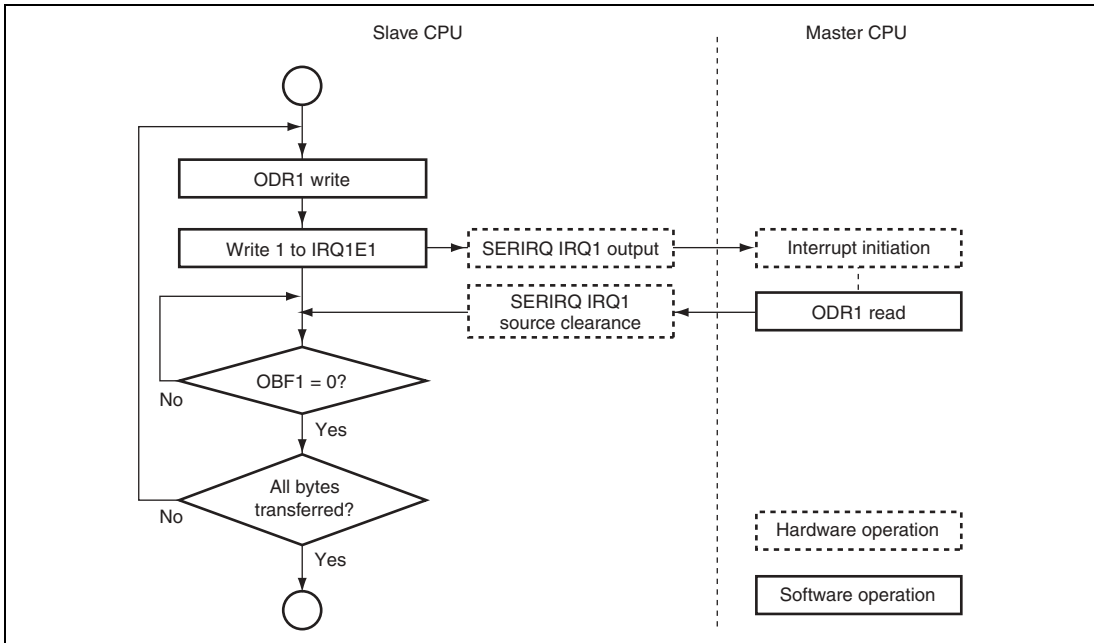 Slave CPU
Master CPU
ODR1 write
Write 1 to IRQ1E1
SERIRQ IRQ1 output
Interrupt initiation
SERIRQ IRQ1
source clearance
ODR1 read
OBF1 = 0?
No
Yes
All bytes
transferred?
No
Yes
Hardware operation
Software operation